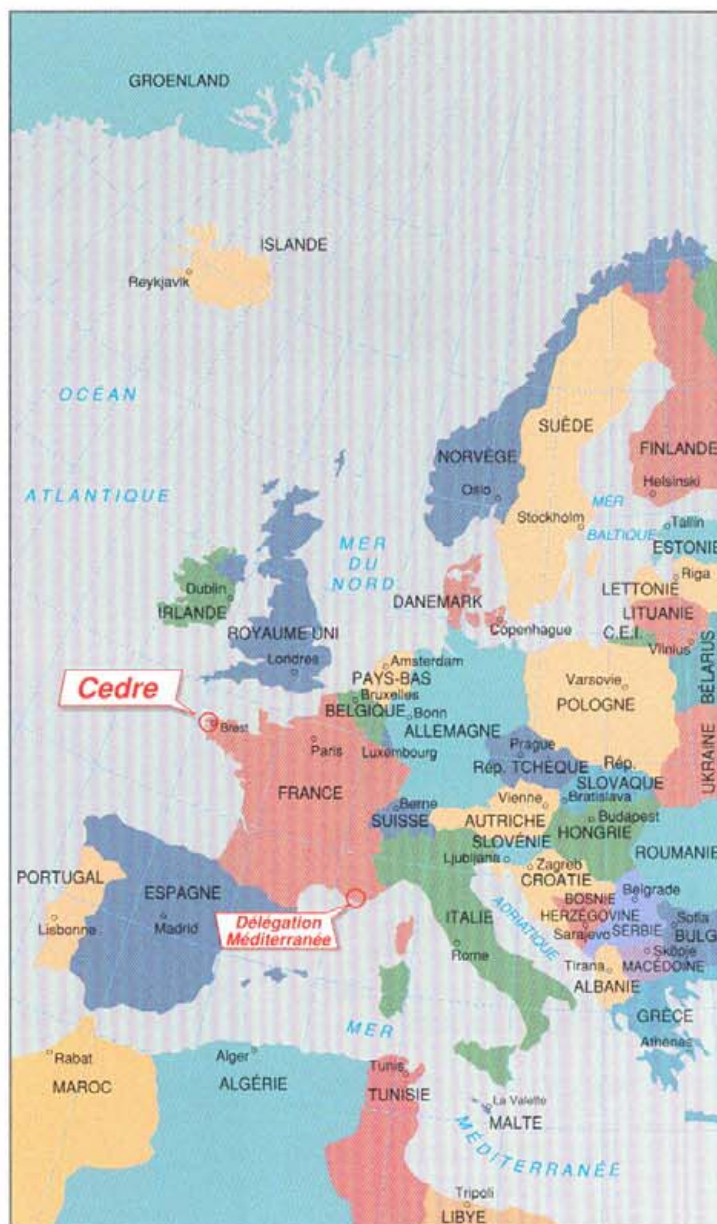 GROENLAND
ISLANDE
Reykjavik
OCÉAN
ATLANTIQUE
SUÈDE
NORVÈGE
FINLANDE
Oslo
Helsinki
Stockholm
MER
BALTIQUE
Tallin
ESTONIE
MER
DU
NORD
Riga
LETTONIE
Dublin
IRLANDE
DANEMARK
LITUANIE
Copenhague
C.E.I.
Vilnius
BÉLARUS
ROYAUME UNI
Londres
Amsterdam
PAYS-BAS
Varsovie
POLOGNE
Cedre
Bruxelles
BELGIQUE
Bonn
ALLEMAGNE
Brest
Paris
Luxembourg
Prague
Rép. TCHÈQUE
Rép.
SLOVAQUE
UKRAINE
FRANCE
Berne
SUISSE
Vienne
Bratislava
AUTRICHE
Budapest
HONGRIE
SLOVÉNIE
Ljubljana
Zagreb
CROATIE
ROUMANIE
PORTUGAL
ESPAGNE
Lisbonne
Madrid
Délégation
Méditerranée
ITALIE
Rome
ADRIATIQUE
BOSNIE
HERZÉGOVINE
Sarajevo
Belgrade
SERBIE
Sofia
BULG
Sköpje
MACÉDOINE
Tirana
ALBANIE
GRÈCE
Athènes
MER
Rabat
MAROC
Alger
ALGÉRIE
Tunis
TUNISIE
La Valette
MALTE
MÉDITERRANÉE
Tripoli
LIBYE